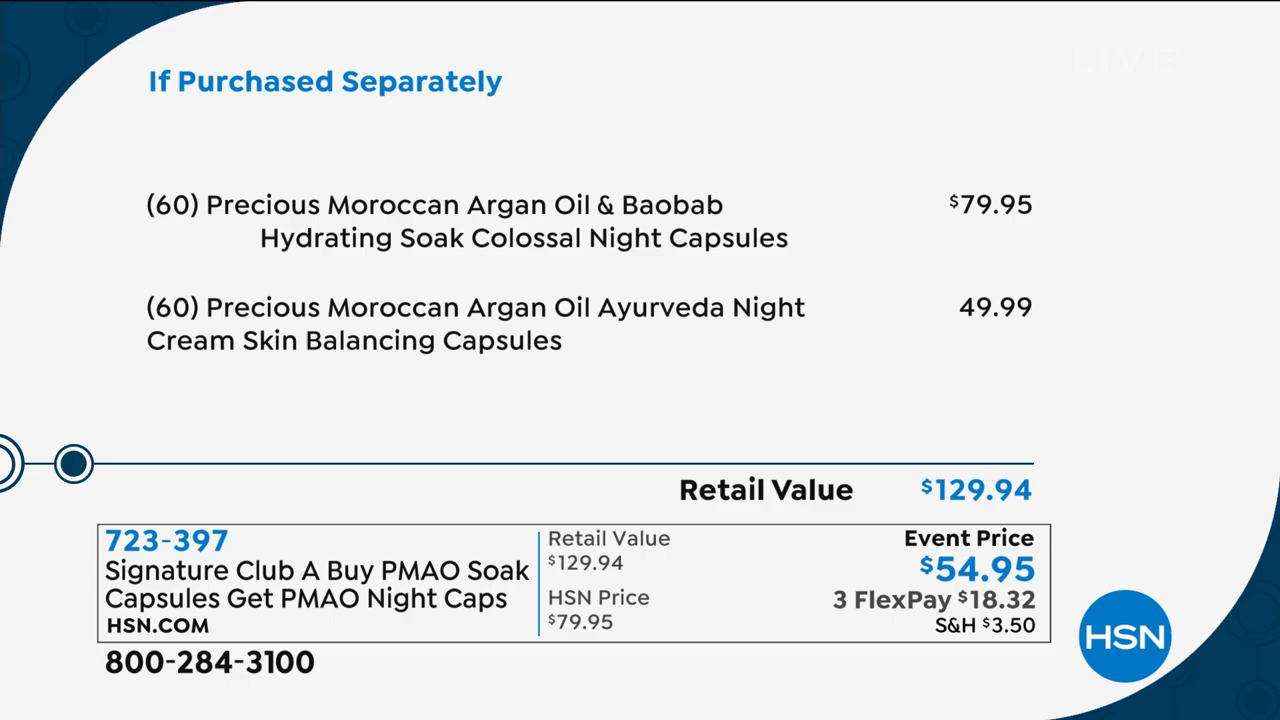 LIVE
If Purchased Separately
(60) Precious Moroccan Argan Oil & Baobab $79.95
Hydrating Soak Colossal Night Capsules
(60) Precious Moroccan Argan Oil Ayurveda Night 49.99
Cream Skin Balancing Capsules
Retail Value $129.94
723-397
Signature Club A Buy PMAO Soak
Capsules Get PMAO Night Caps
HSN.COM
Retail Value
$129.94
HSN Price
$79.95
Event Price
$54.95
3 FlexPay $18.32
S&H $3.50
800-284-3100
HSN